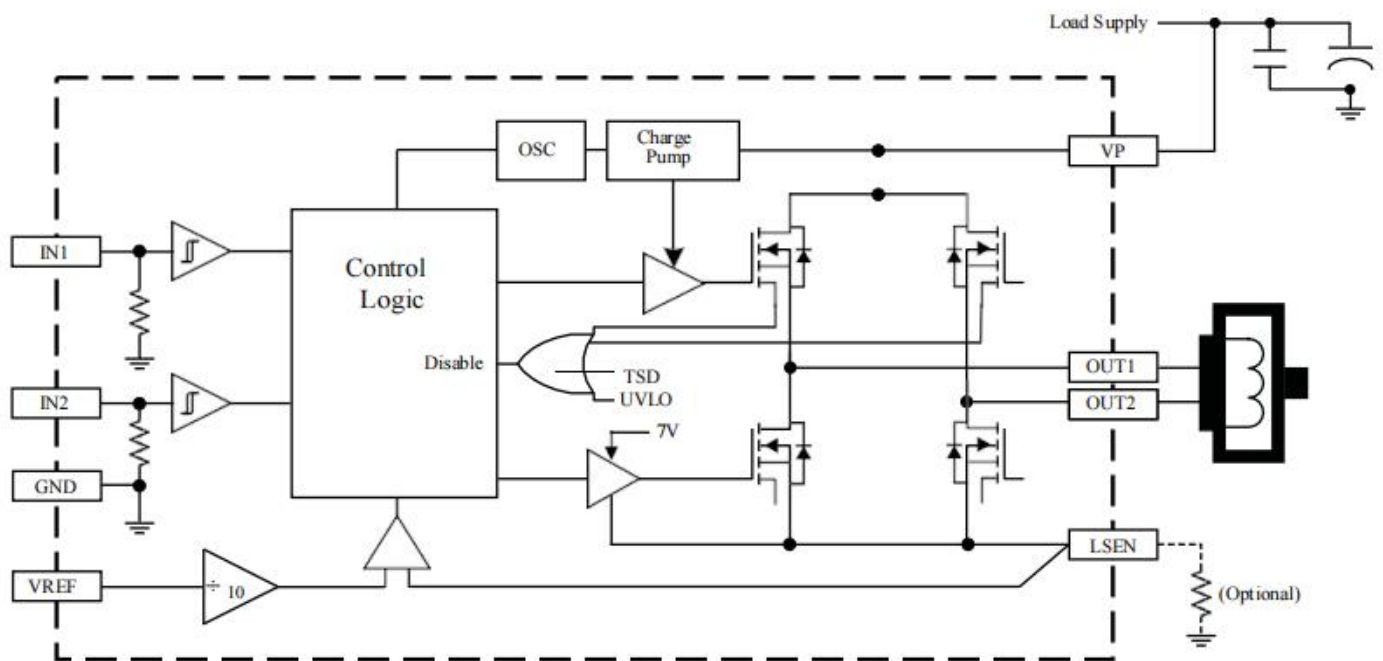 Load Supply
OSC
Charge
Pump
VP
IN1
Control
Logic
Disable
TSD
UVLO
OUT1
IN2
OUT2
7V
GND
LSEN
VREF
÷ 10
(Optional)